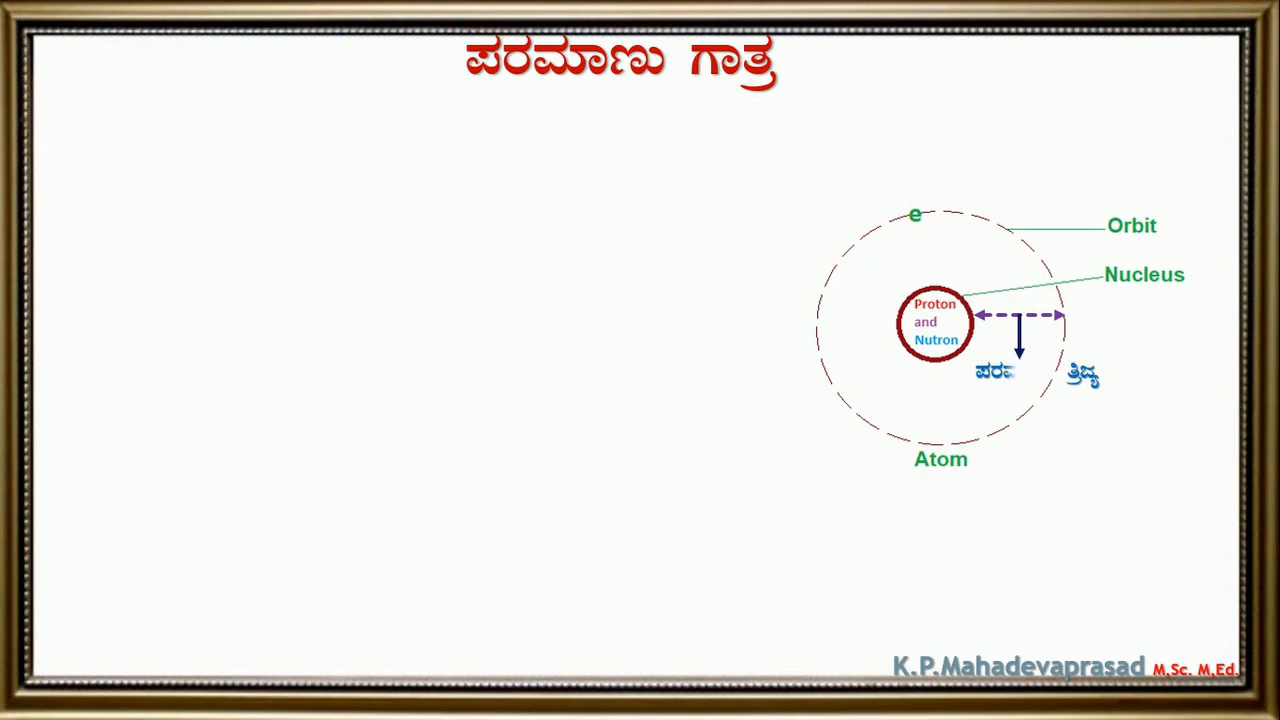 ಪರಮಾಣು ಗಾತ್ರ
e
Orbit
Nucleus
Proton
and
Nutron
ತ್ರಿಜ್ಯ
Atom
K.P.Mahadevaprasad M,Sc. M,Ed.